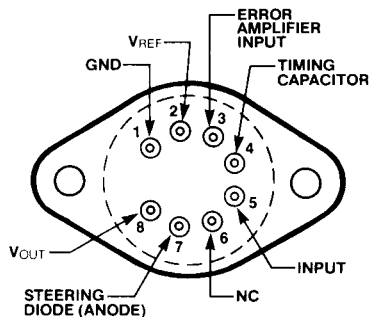 ERROR
AMPLIFIER
INPUT
VREF
GND
TIMING
CAPACITOR
1
2
3
4
5
6
7
8
VOUT
INPUT
STEERING
DIODE (ANODE)
NC